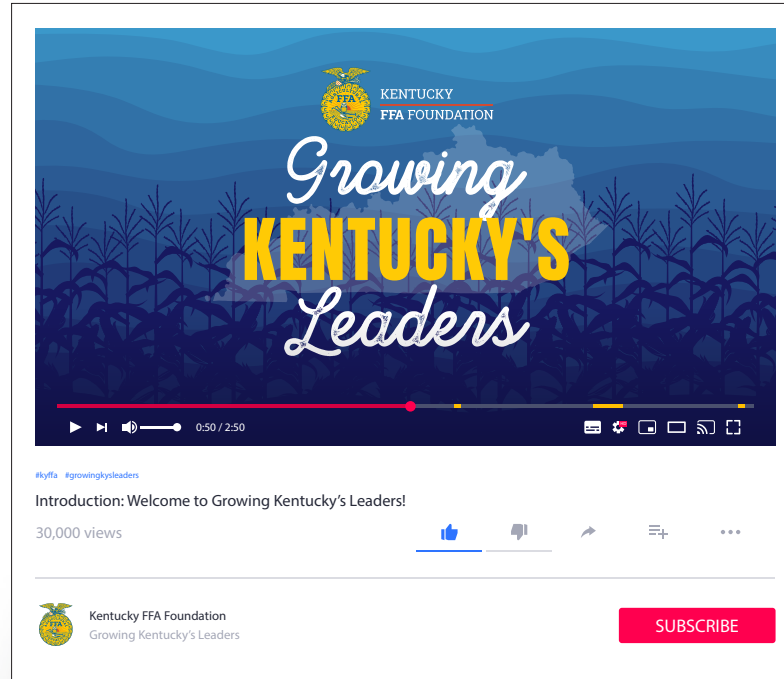 FFA
KENTUCKY
FFA FOUNDATION
Growing
KENTUCKY'S
Leaders
0:50 / 2:50
#kyffa #growingkysleaders
Introduction: Welcome to Growing Kentucky’s Leaders!
30,000 views
Kentucky FFA Foundation
Growing Kentucky's Leaders
SUBSCRIBE